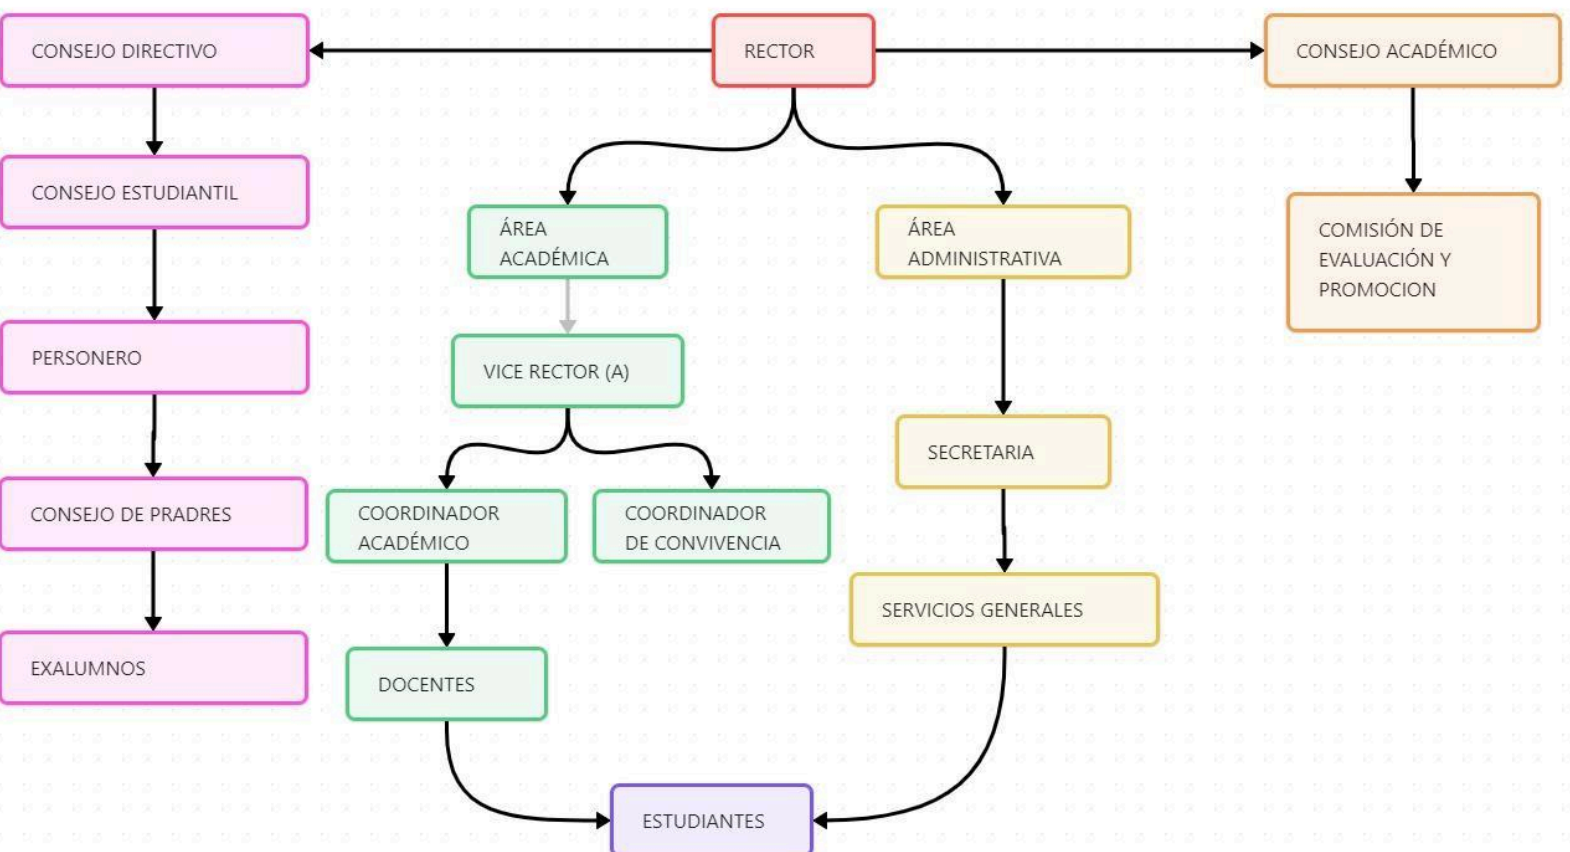 CONSEJO DIRECTIVO
RECTOR
CONSEJO ACADÉMICO
CONSEJO ESTUDIANTIL
ÁREA
ACADÉMICA
ÁREA
ADMINISTRATIVA
COMISIÓN DE
EVALUACIÓN Y
PROMOCION
PERSONERO
VICE RECTOR (A)
SECRETARIA
CONSEJO DE PRADRES
COORDINADOR
ACADÉMICO
COORDINADOR
DE CONVIVENCIA
SERVICIOS GENERALES
EXALUMNOS
DOCENTES
ESTUDIANTES